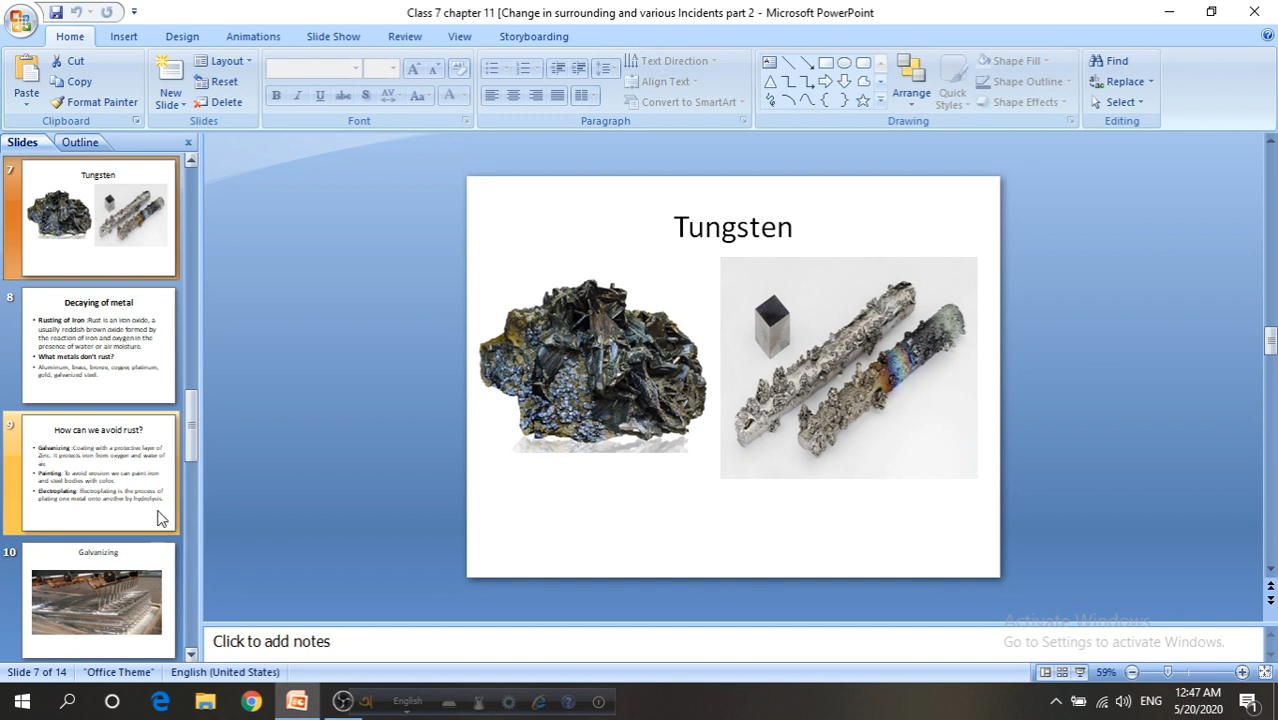 Class 7 chapter 11 [Change in surrounding and various Incidents part 2 - Microsoft PowerPoint
Home Insert Design Animations Slide Show Review View Storyboarding
Paste
Cut
Copy
Format Painter
Clipboard
New Slide
Layout
Reset
Delete
Slides
B I U abc S AV Aa A
Font
Text Direction
Align Text
Convert to SmartArt
Paragraph
Arrange
Quick Styles
Shape Fill
Shape Outline
Shape Effects
Drawing
Find
Replace
Select
Editing
Slides Outline
7
Tungsten
8
Decaying of metal
• Rusting of Iron :Rust is an iron oxide, a
usually reddish brown oxide formed by
the reaction of iron and oxygen in the
presence of water or air moisture.
• What metals don't rust?
• Aluminum, brass, bronze, copper, platinum,
gold, galvanized steel.
9
How can we avoid rust?
• Galvanizing :Coating with a protective layer of
Zinc. It protects iron from oxygen and water of
air.
• Painting: To avoid erosion we can paint iron
and steel bodies with color.
• Electroplating: Electroplating is the process of
plating one metal onto another by hydrolysis.
10
Galvanizing
Tungsten
Click to add notes
Activate Windows
Go to Settings to activate Windows.
Slide 7 of 14 "Office Theme" English (United States) 59%
English
ENG
12:47 AM
5/20/2020
1